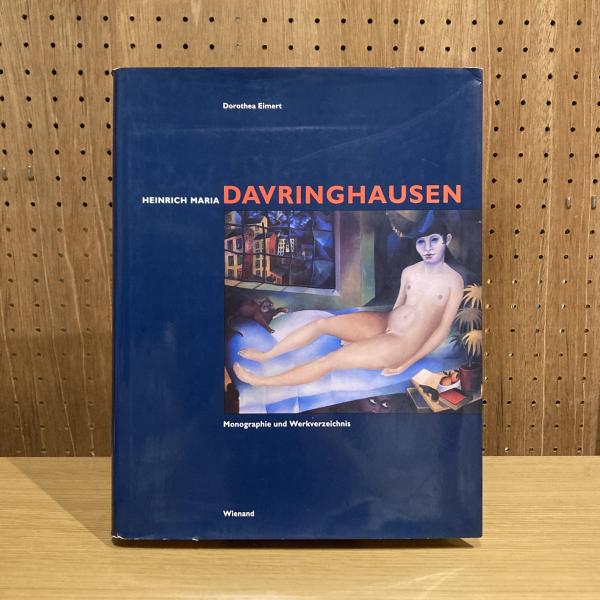 Dorothea Eimert
HEINRICH MARIA DAVRINGHAUSEN
Monographie und Werkverzeichnis
Wienand